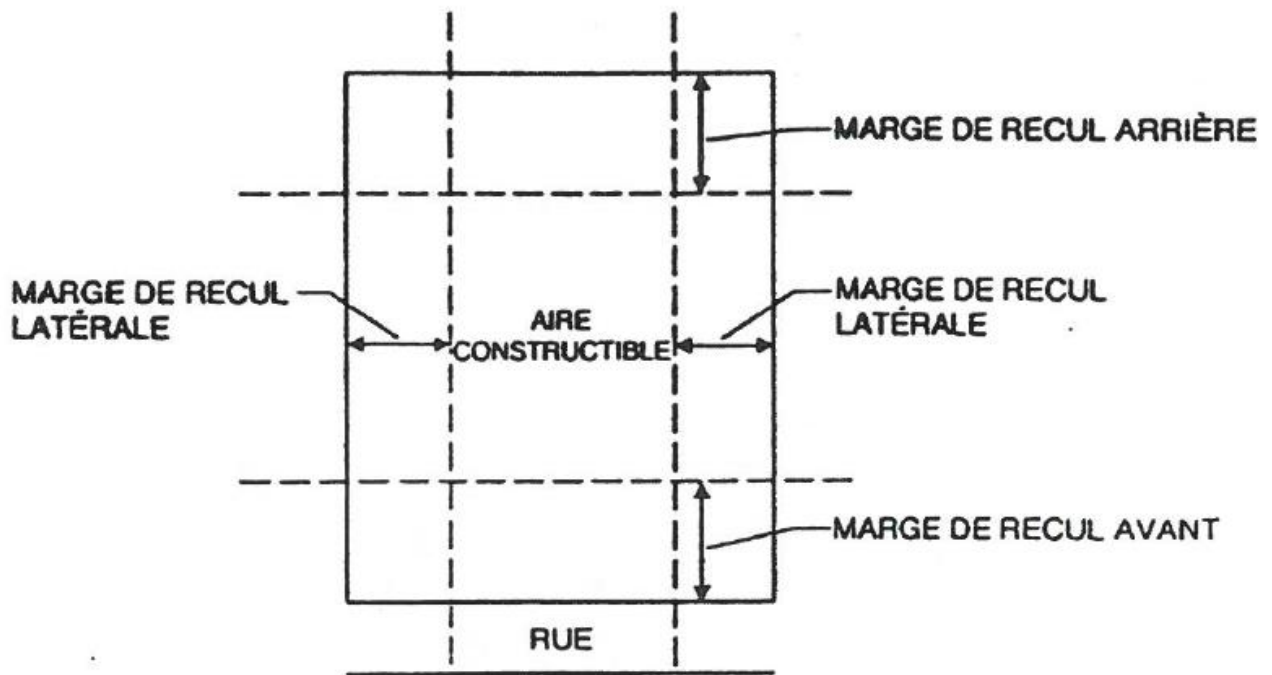 MARGE DE RECUL ARRIÈRE
MARGE DE RECUL
LATÉRALE
AIRE
CONSTRUCTIBLE
MARGE DE RECUL
LATÉRALE
MARGE DE RECUL AVANT
RUE